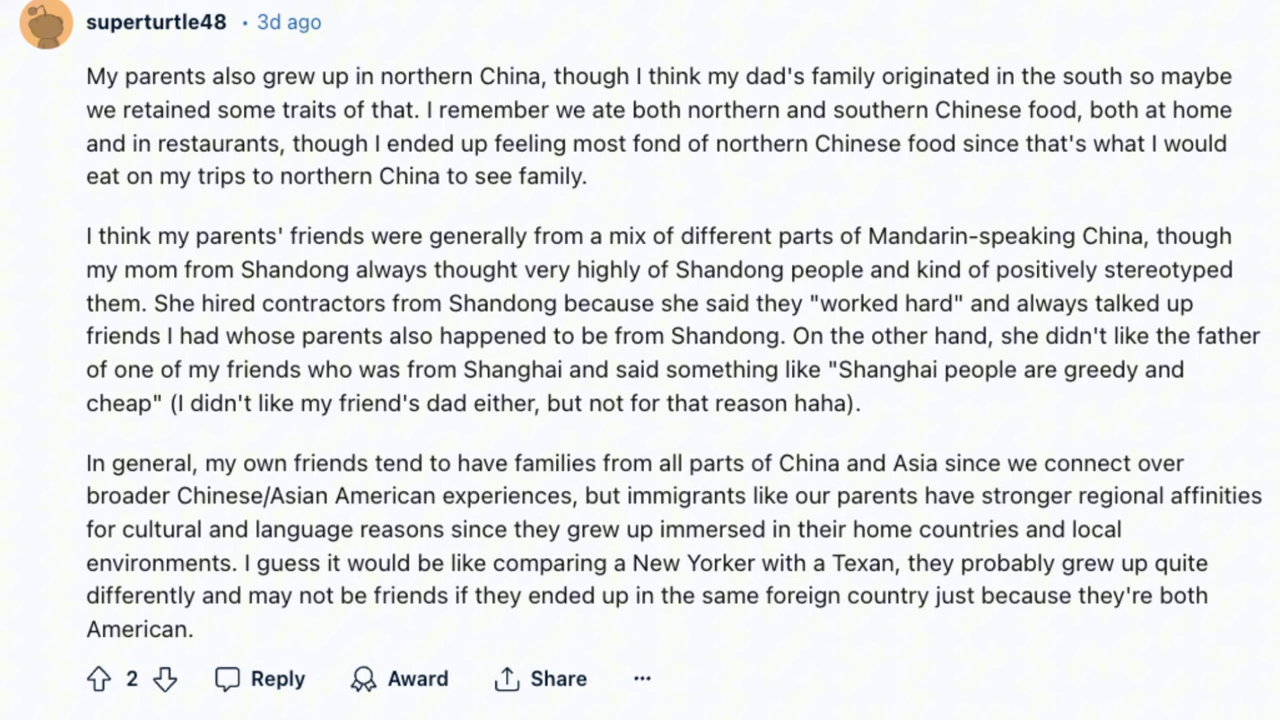 superturtle48 • 3d ago
My parents also grew up in northern China, though I think my dad's family originated in the south so maybe
we retained some traits of that. I remember we ate both northern and southern Chinese food, both at home
and in restaurants, though I ended up feeling most fond of northern Chinese food since that's what I would
eat on my trips to northern China to see family.
I think my parents' friends were generally from a mix of different parts of Mandarin-speaking China, though
my mom from Shandong always thought very highly of Shandong people and kind of positively stereotyped
them. She hired contractors from Shandong because she said they "worked hard" and always talked up
friends I had whose parents also happened to be from Shandong. On the other hand, she didn't like the father
of one of my friends who was from Shanghai and said something like "Shanghai people are greedy and
cheap" (I didn't like my friend's dad either, but not for that reason haha).
In general, my own friends tend to have families from all parts of China and Asia since we connect over
broader Chinese/Asian American experiences, but immigrants like our parents have stronger regional affinities
for cultural and language reasons since they grew up immersed in their home countries and local
environments. I guess it would be like comparing a New Yorker with a Texan, they probably grew up quite
differently and may not be friends if they ended up in the same foreign country just because they're both
American.
2 Reply Award Share ...